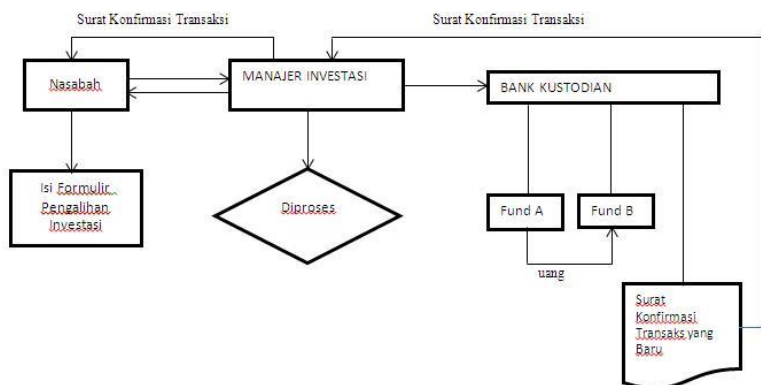 Surat Konfirmasi Transaksi
Surat Konfirmasi Transaksi
Nasabah
MANAJER INVESTASI
BANK KUSTODIAN
Isi Formulir
Pengalihan
Investasi
Diproses
Fund A
Fund B
uang
Surat
Konfirmasi
Transaks yang
Baru